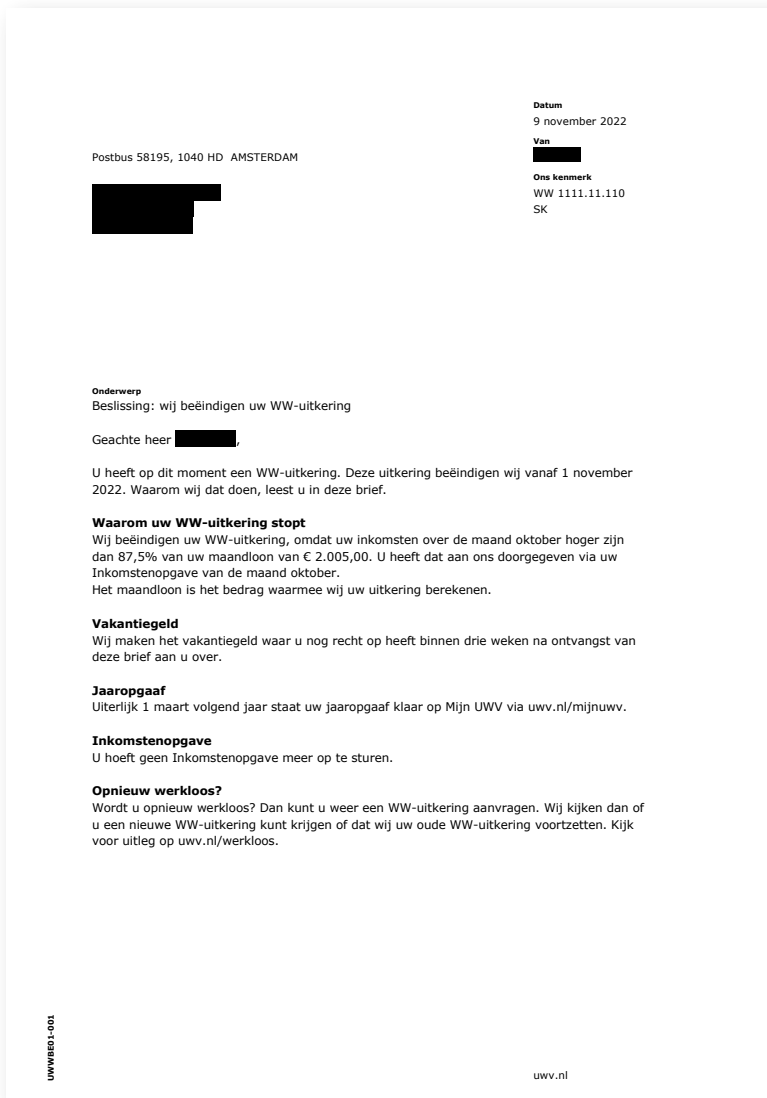 Datum
9 november 2022
Van
Postbus 58195, 1040 HD  AMSTERDAM
Ons kenmerk
WW 1111.11.110
SK
Onderwerp
Beslissing: wij beëindigen uw WW-uitkering
Geachte heer ,
U heeft op dit moment een WW-uitkering. Deze uitkering beëindigen wij vanaf 1 november
2022. Waarom wij dat doen, leest u in deze brief.
Waarom uw WW-uitkering stopt
Wij beëindigen uw WW-uitkering, omdat uw inkomsten over de maand oktober hoger zijn
dan 87,5% van uw maandloon van € 2.005,00. U heeft dat aan ons doorgegeven via uw
Inkomstenopgave van de maand oktober.
Het maandloon is het bedrag waarmee wij uw uitkering berekenen.
Vakantiegeld
Wij maken het vakantiegeld waar u nog recht op heeft binnen drie weken na ontvangst van
deze brief aan u over.
Jaaropgaaf
Uiterlijk 1 maart volgend jaar staat uw jaaropgaaf klaar op Mijn UWV via uwv.nl/mijnuwv.
Inkomstenopgave
U hoeft geen Inkomstenopgave meer op te sturen.
Opnieuw werkloos?
Wordt u opnieuw werkloos? Dan kunt u weer een WW-uitkering aanvragen. Wij kijken dan of
u een nieuwe WW-uitkering kunt krijgen of dat wij uw oude WW-uitkering voortzetten. Kijk
voor uitleg op uwv.nl/werkloos.
UWWBE01-001
uwv.nl